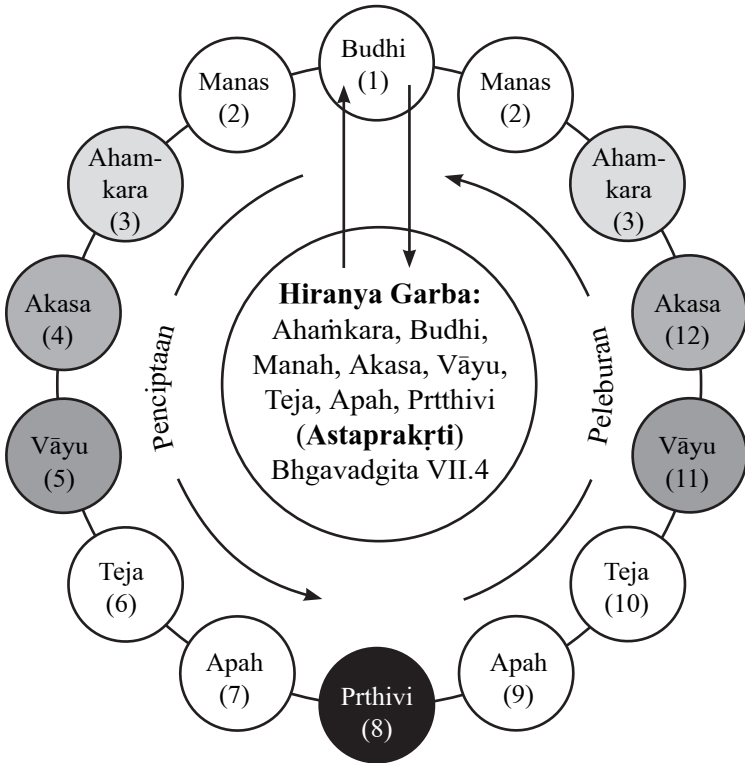 Budhi
(1)
Manas
(2)
Manas
(2)
Aham-
kara
(3)
Aham-
kara
(3)
Akasa
(4)
Akasa
(12)
Vāyu
(5)
Vāyu
(11)
Teja
(6)
Teja
(10)
Apah
(7)
Apah
(9)
Prthivi
(8)
Penciptaan
Peleburan
Hiranya Garba:
Ahaṁkara, Budhi,
Manah, Akasa, Vāyu,
Teja, Apah, Prtthivi
(Astaprakṛti)
Bhgavadgita VII.4